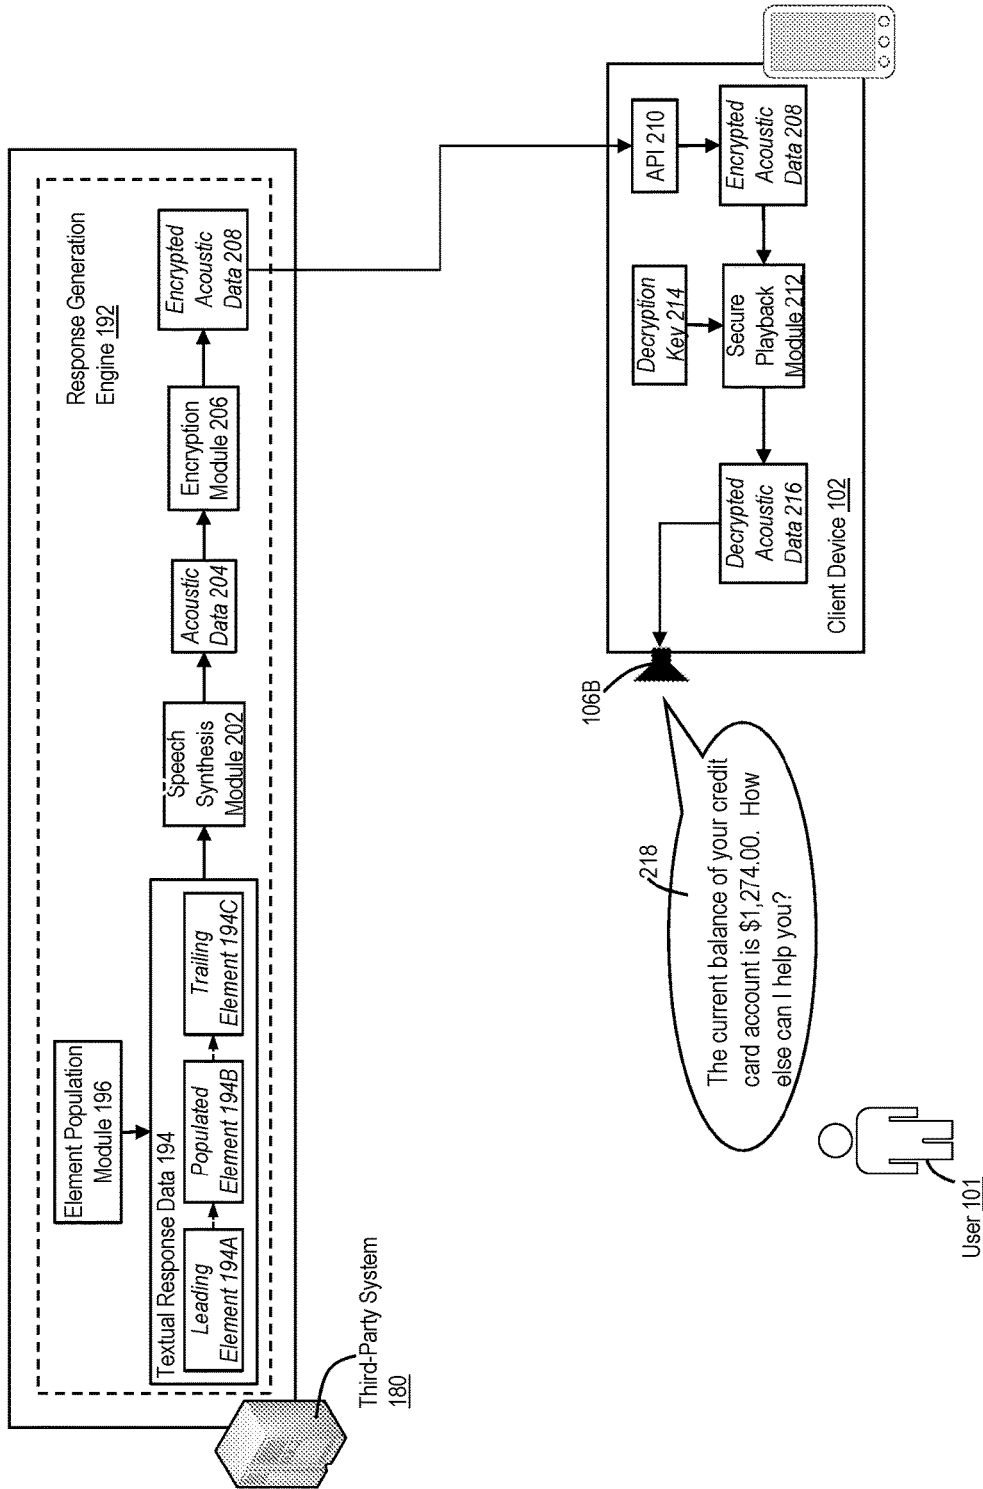 Response Generation
Engine 192
Element Population
Module 196
Textual Response Data 194
Leading
Element 194A
Populated
Element 194B
Trailing
Element 194C
Speech
Synthesis
Module 202
Acoustic
Data 204
Encryption
Module 206
Encrypted
Acoustic
Data 208
Third-Party System
180
API 210
Encrypted
Acoustic
Data 208
Decryption
Key 214
Secure
Playback
Module 212
Decrypted
Acoustic
Data 216
Client Device 102
106B
218
The current balance of your credit
card account is $1,274.00. How
else can I help you?
User 101